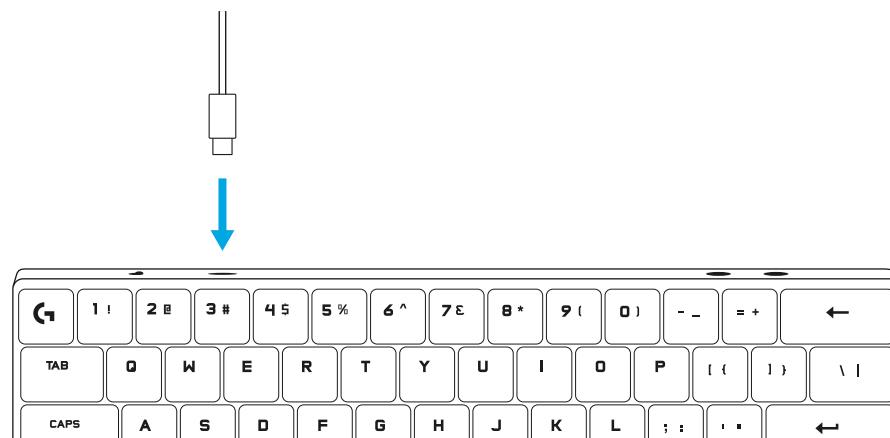 1 ! 2 @ 3 # 4 $ 5 % 6 ^ 7 & 8 * 9 ( 0 ) - _ = + ←
TAB Q W E R T Y U I O P [ { ] } \ |
CAPS A S D F G H J K L ; : ' "